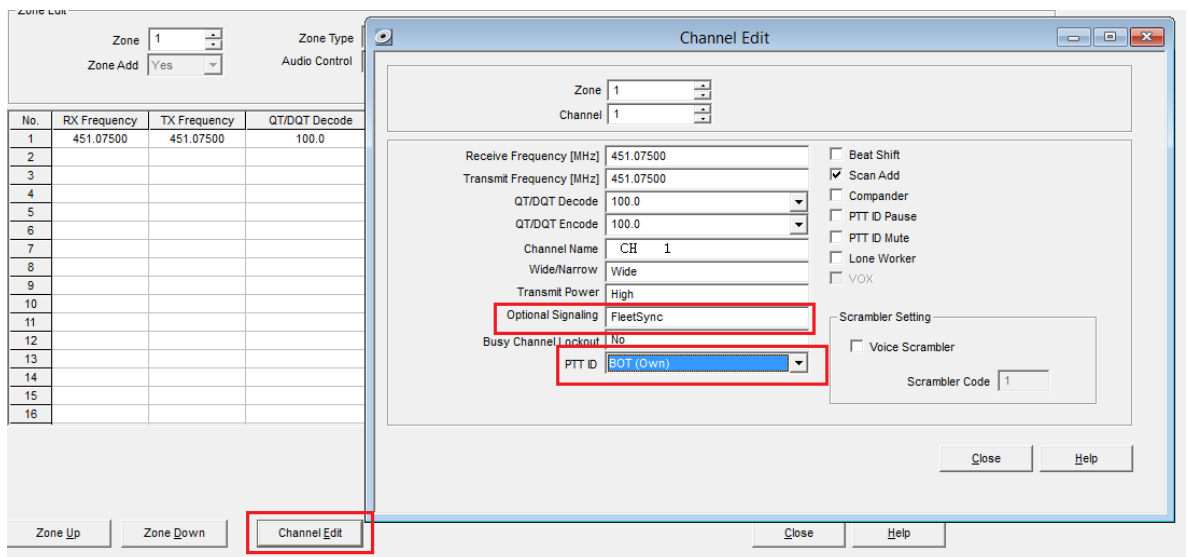 Zone Edit
Zone 1 Zone Type
Zone Add Yes Audio Control
No. RX Frequency TX Frequency QT/DQT Decode
1 451.07500 451.07500 100.0
2
3
4
5
6
7
8
9
10
11
12
13
14
15
16
Zone Up Zone Down Channel Edit Close Help
Channel Edit
Zone 1
Channel 1
Receive Frequency [MHz] 451.07500
Transmit Frequency [MHz] 451.07500
QT/DQT Decode 100.0
QT/DQT Encode 100.0
Channel Name CH 1
Wide/Narrow Wide
Transmit Power High
Optional Signaling FleetSync
Busy Channel Lockout No
PTT ID BOT (Own)
Beat Shift
Scan Add
Compander
PTT ID Pause
PTT ID Mute
Lone Worker
VOX
Scrambler Setting
Voice Scrambler
Scrambler Code 1
Close Help